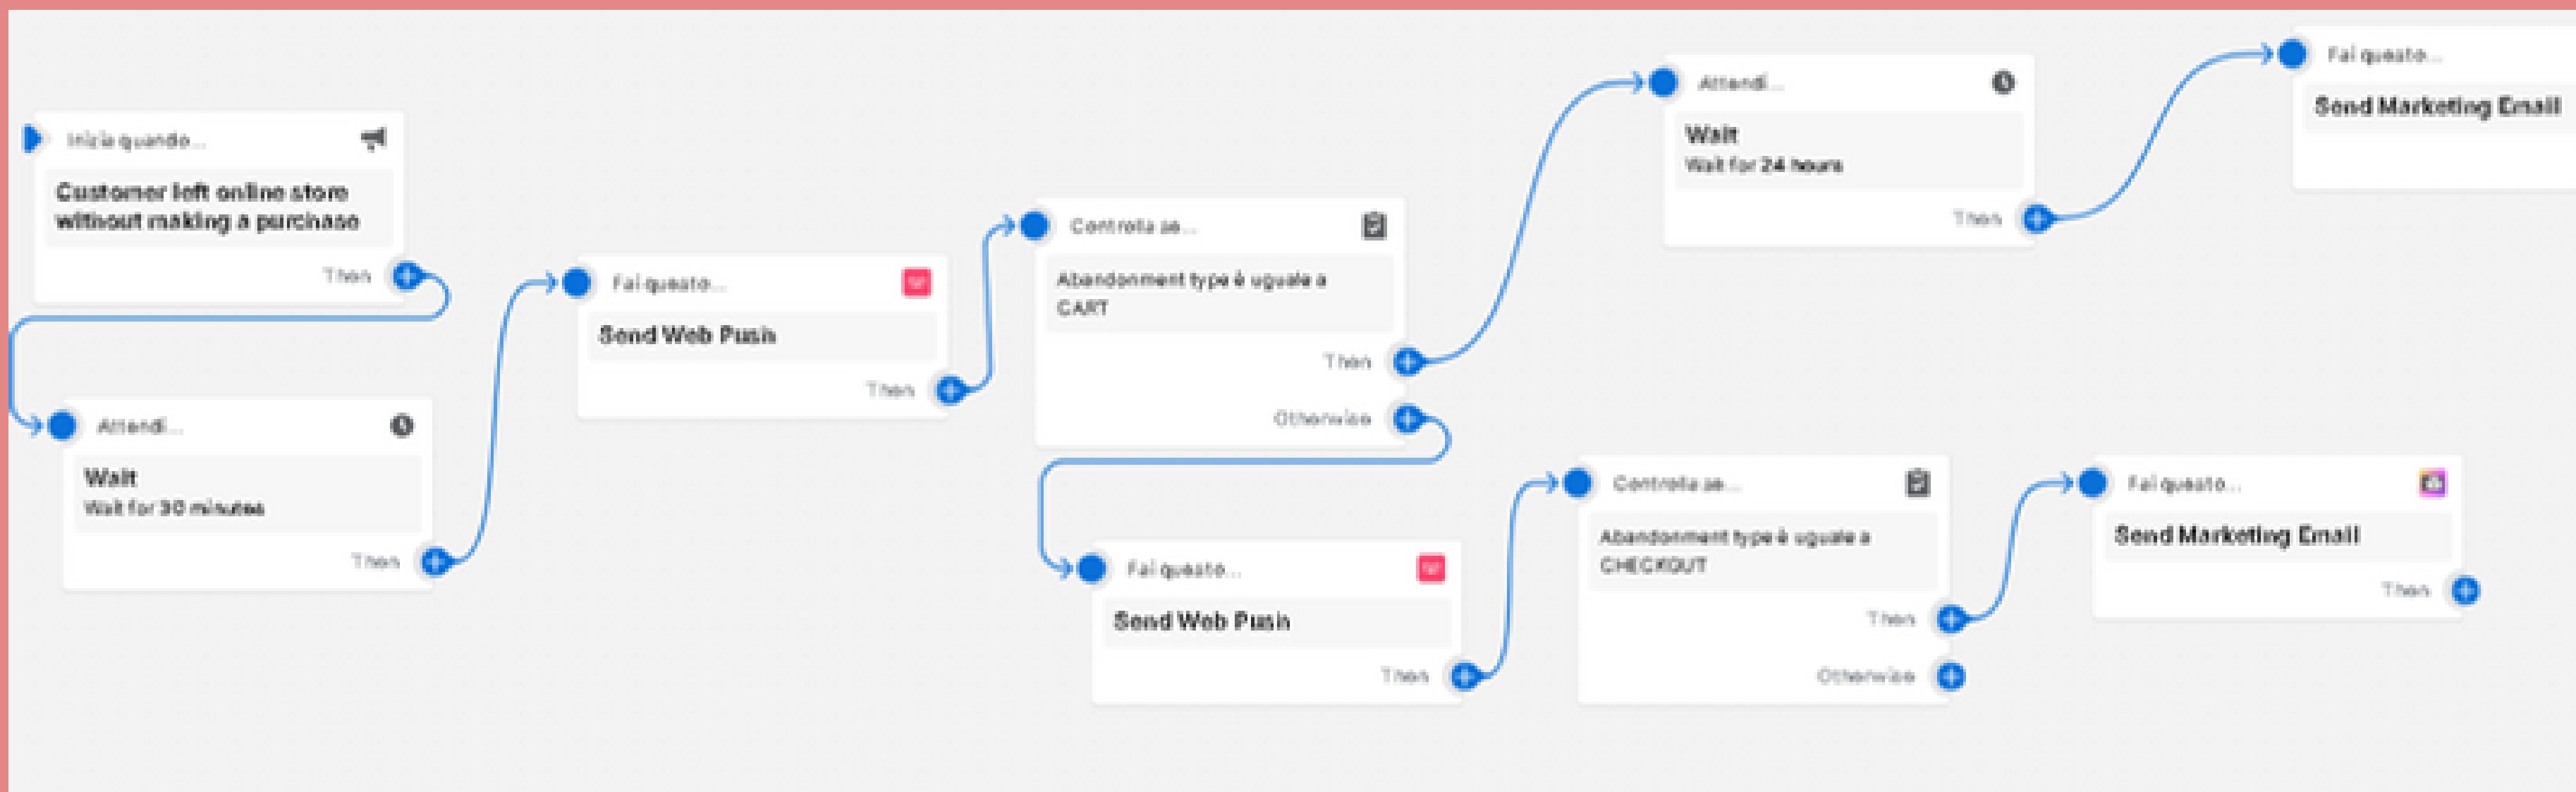 Inizia quando...
Customer left online store
without making a purchase
Then
Attendi...
Wait
Wait for 30 minutes
Then
Fai questo...
Send Web Push
Then
Controlla se...
Abandonment type è uguale a
CART
Then
Otherwise
Attendi...
Wait
Wait for 24 hours
Then
Fai questo...
Send Marketing Email
Fai questo...
Send Web Push
Then
Controlla se...
Abandonment type è uguale a
CHECKOUT
Then
Otherwise
Fai questo...
Send Marketing Email
Then